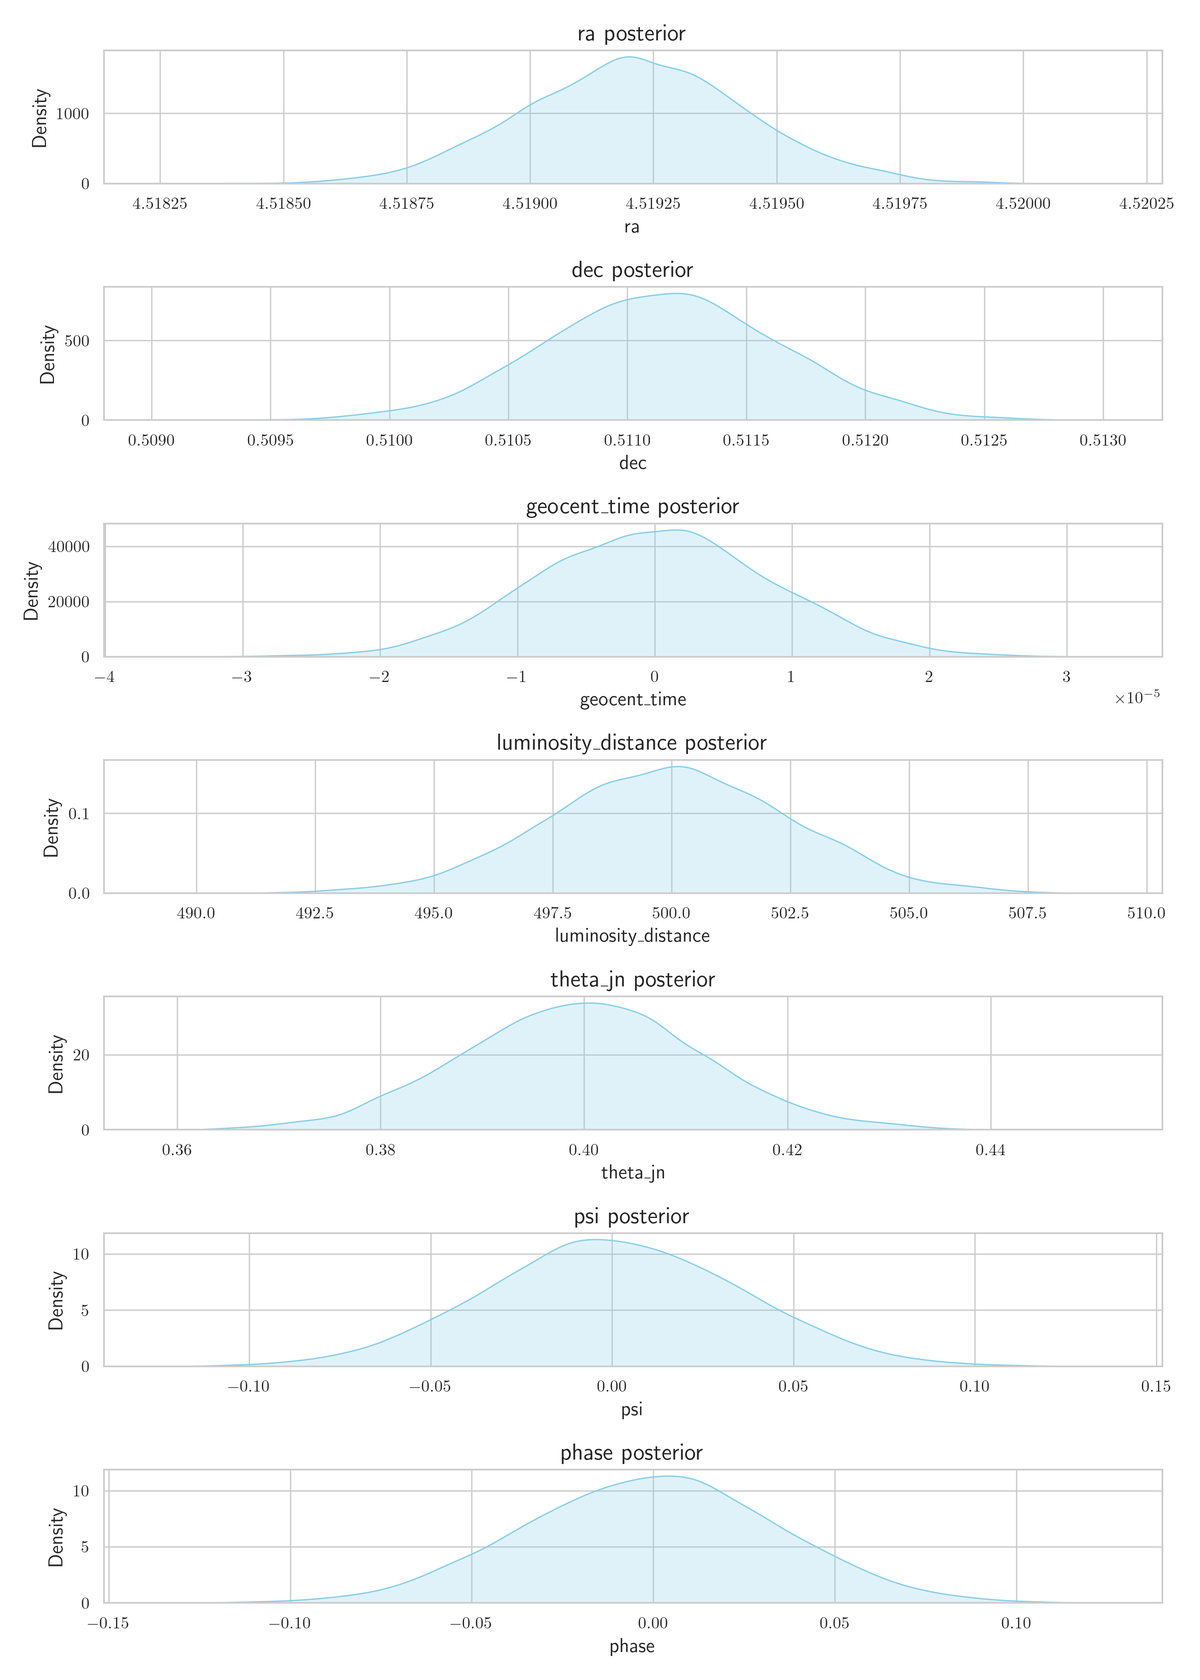 ra posterior
Density
1000
0
4.51825 4.51850 4.51875 4.51900 4.51925 4.51950 4.51975 4.52000 4.52025
ra
dec posterior
Density
500
0
0.5090 0.5095 0.5100 0.5105 0.5110 0.5115 0.5120 0.5125 0.5130
dec
geocent_time posterior
Density
40000
20000
0
−4 −3 −2 −1 0 1 2 3
×10−5
geocent_time
luminosity_distance posterior
Density
0.1
0.0
490.0 492.5 495.0 497.5 500.0 502.5 505.0 507.5 510.0
luminosity_distance
theta_jn posterior
Density
20
0
0.36 0.38 0.40 0.42 0.44
theta_jn
psi posterior
Density
10
5
0
−0.10 −0.05 0.00 0.05 0.10 0.15
psi
phase posterior
Density
10
5
0
−0.15 −0.10 −0.05 0.00 0.05 0.10
phase